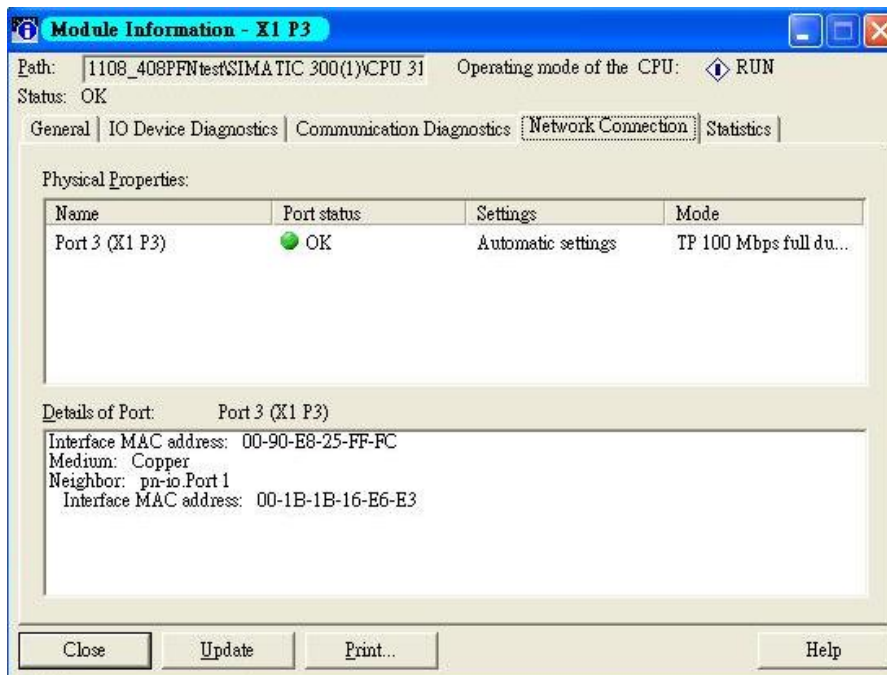 Module Information - X1 P3
Path: 1108_408PFNtest\SIMATIC 300(1)\CPU 31 Operating mode of the CPU: RUN
Status: OK
General IO Device Diagnostics Communication Diagnostics Network Connection Statistics
Physical Properties:
Name Port status Settings Mode
Port 3 (X1 P3) OK Automatic settings TP 100 Mbps full du...
Details of Port: Port 3 (X1 P3)
Interface MAC address: 00-90-E8-25-FF-FC
Medium: Copper
Neighbor: pn-io.Port 1
Interface MAC address: 00-1B-1B-16-E6-E3
Close Update Print... Help